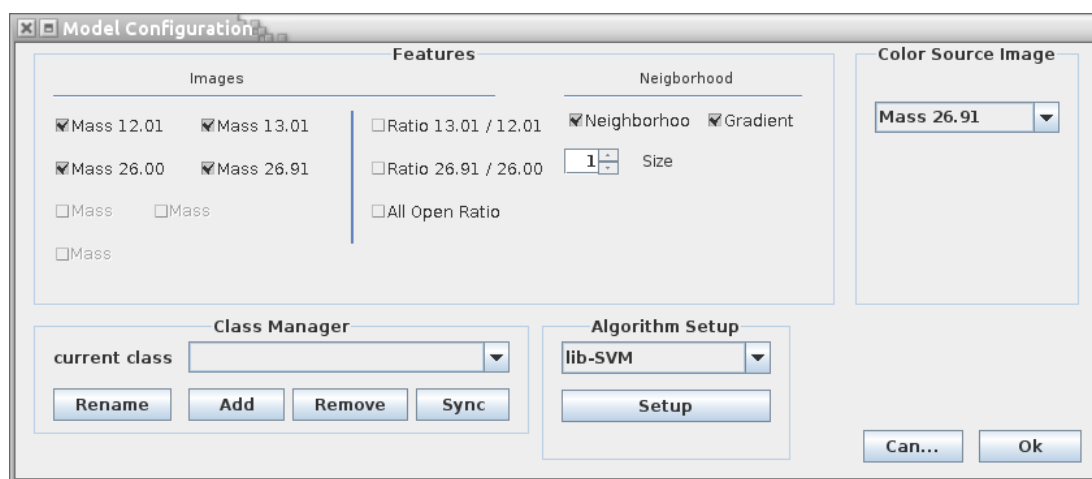 Model Configuration
Features
Images
Neigborhood
Mass 12.01
Mass 13.01
Mass 26.00
Mass 26.91
Mass
Mass
Mass
Ratio 13.01 / 12.01
Ratio 26.91 / 26.00
All Open Ratio
Neighborhoo
Gradient
1
Size
Color Source Image
Mass 26.91
Class Manager
current class
Rename
Add
Remove
Sync
Algorithm Setup
lib-SVM
Setup
Can...
Ok